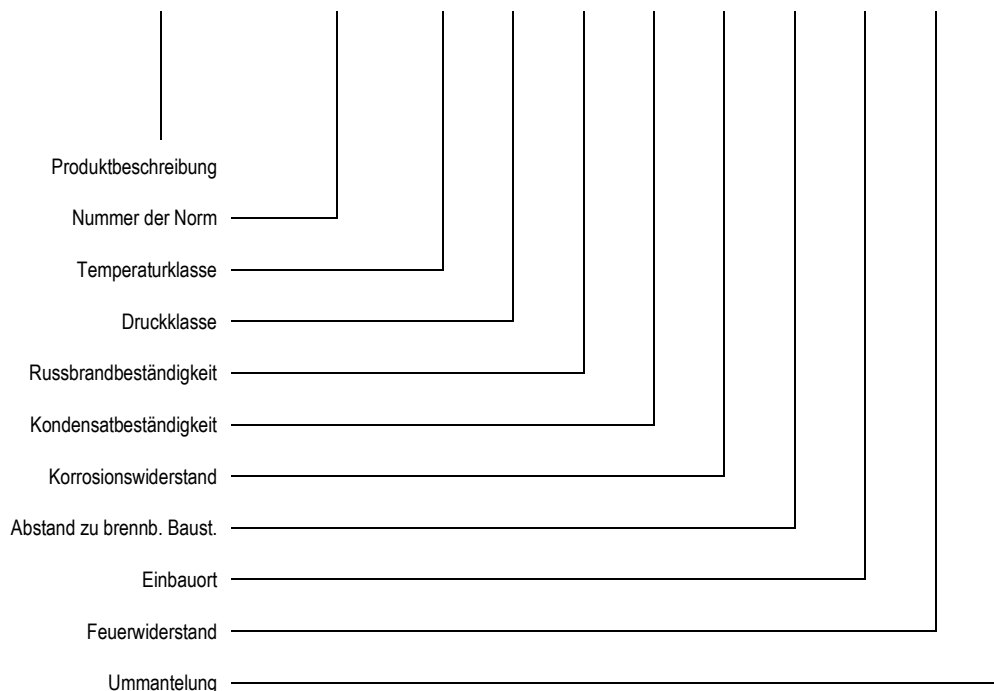 Produktbeschreibung
Nummer der Norm
Temperaturklasse
Druckklasse
Russbrandbeständigkeit
Kondensatbeständigkeit
Korrosionswiderstand
Abstand zu brennb. Baust.
Einbauort
Feuerwiderstand
Ummantelung